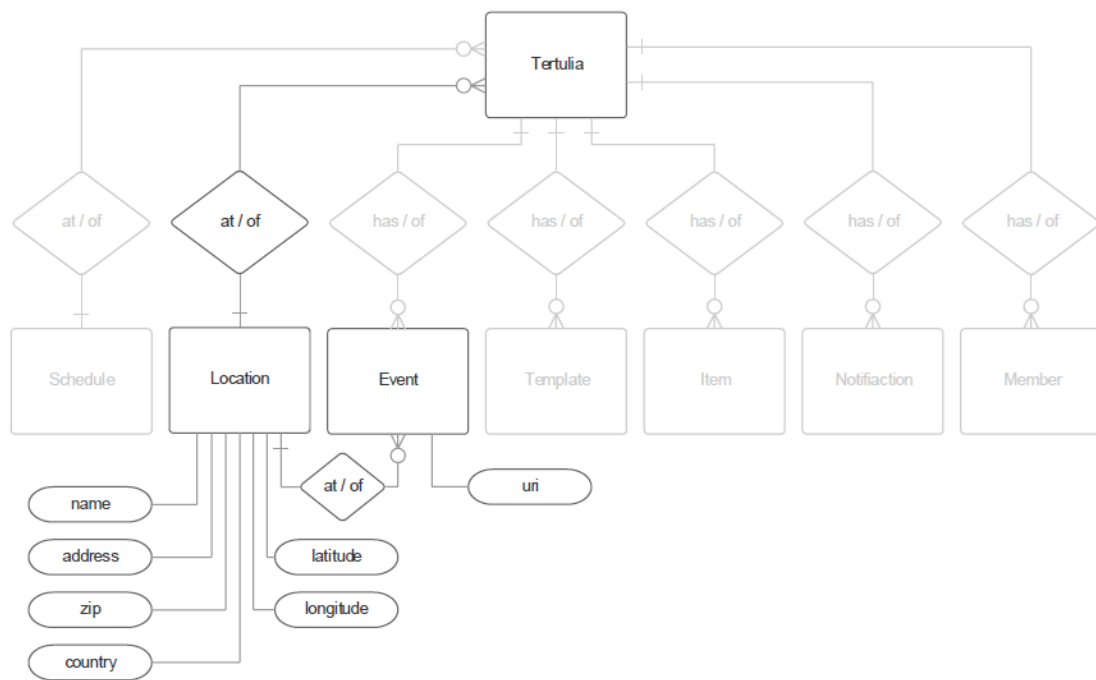 Tertulia
at / of
at / of
has / of
has / of
has / of
has / of
has / of
Schedule
Location
Event
Template
Item
Notifiaction
Member
at / of
uri
name
address
latitude
zip
longitude
country